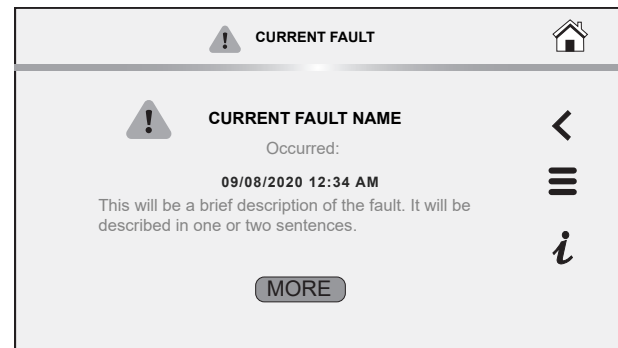 CURRENT FAULT
CURRENT FAULT NAME
Occurred:
09/08/2020 12:34 AM
This will be a brief description of the fault. It will be
described in one or two sentences.
MORE